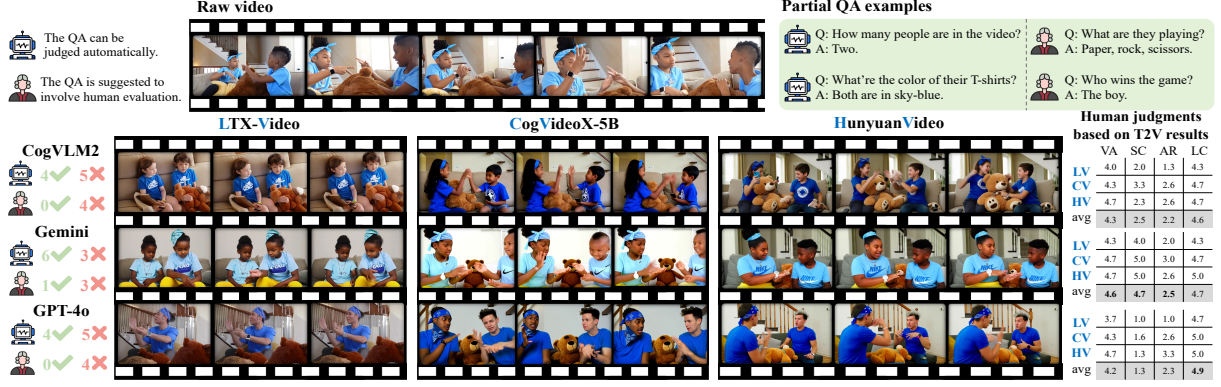 Raw video
Partial QA examples
The QA can be
judged automatically.
The QA is suggested to
involve human evaluation.
Q: How many people are in the video?
A: Two.
Q: What are they playing?
A: Paper, rock, scissors.
Q: What're the color of their T-shirts?
A: Both are in sky-blue.
Q: Who wins the game?
A: The boy.
LTX-Video
CogVideoX-5B
HunyuanVideo
Human judgments
based on T2V results
VA SC AR LC
CogVLM2
4 5
0 4
LV 4.0 2.0 1.3 4.3
CV 4.3 3.3 2.6 4.7
HV 4.7 2.3 2.6 4.7
avg 4.3 2.5 2.2 4.6
Gemini
6 3
1 3
LV 4.3 4.0 2.0 4.3
CV 4.7 5.0 3.0 4.7
HV 4.7 5.0 2.6 5.0
avg 4.6 4.7 2.5 4.7
NIKE
GPT-4o
4 5
0 4
LV 3.7 1.0 1.0 4.7
CV 4.3 1.6 2.6 5.0
HV 4.7 1.3 3.3 5.0
avg 4.2 1.3 2.3 4.9